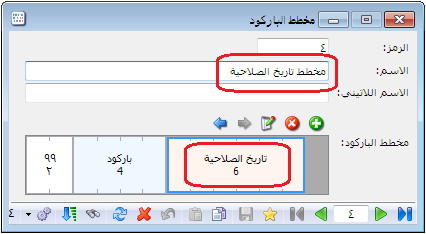 مخطط الباركود
الرمز: ٤
الاسم: مخطط تاريخ الصلاحية
الاسم اللاتيني:
مخطط الباركود:
تاريخ الصلاحية باركود ٩٩
6 4 ٢
٤ ٤